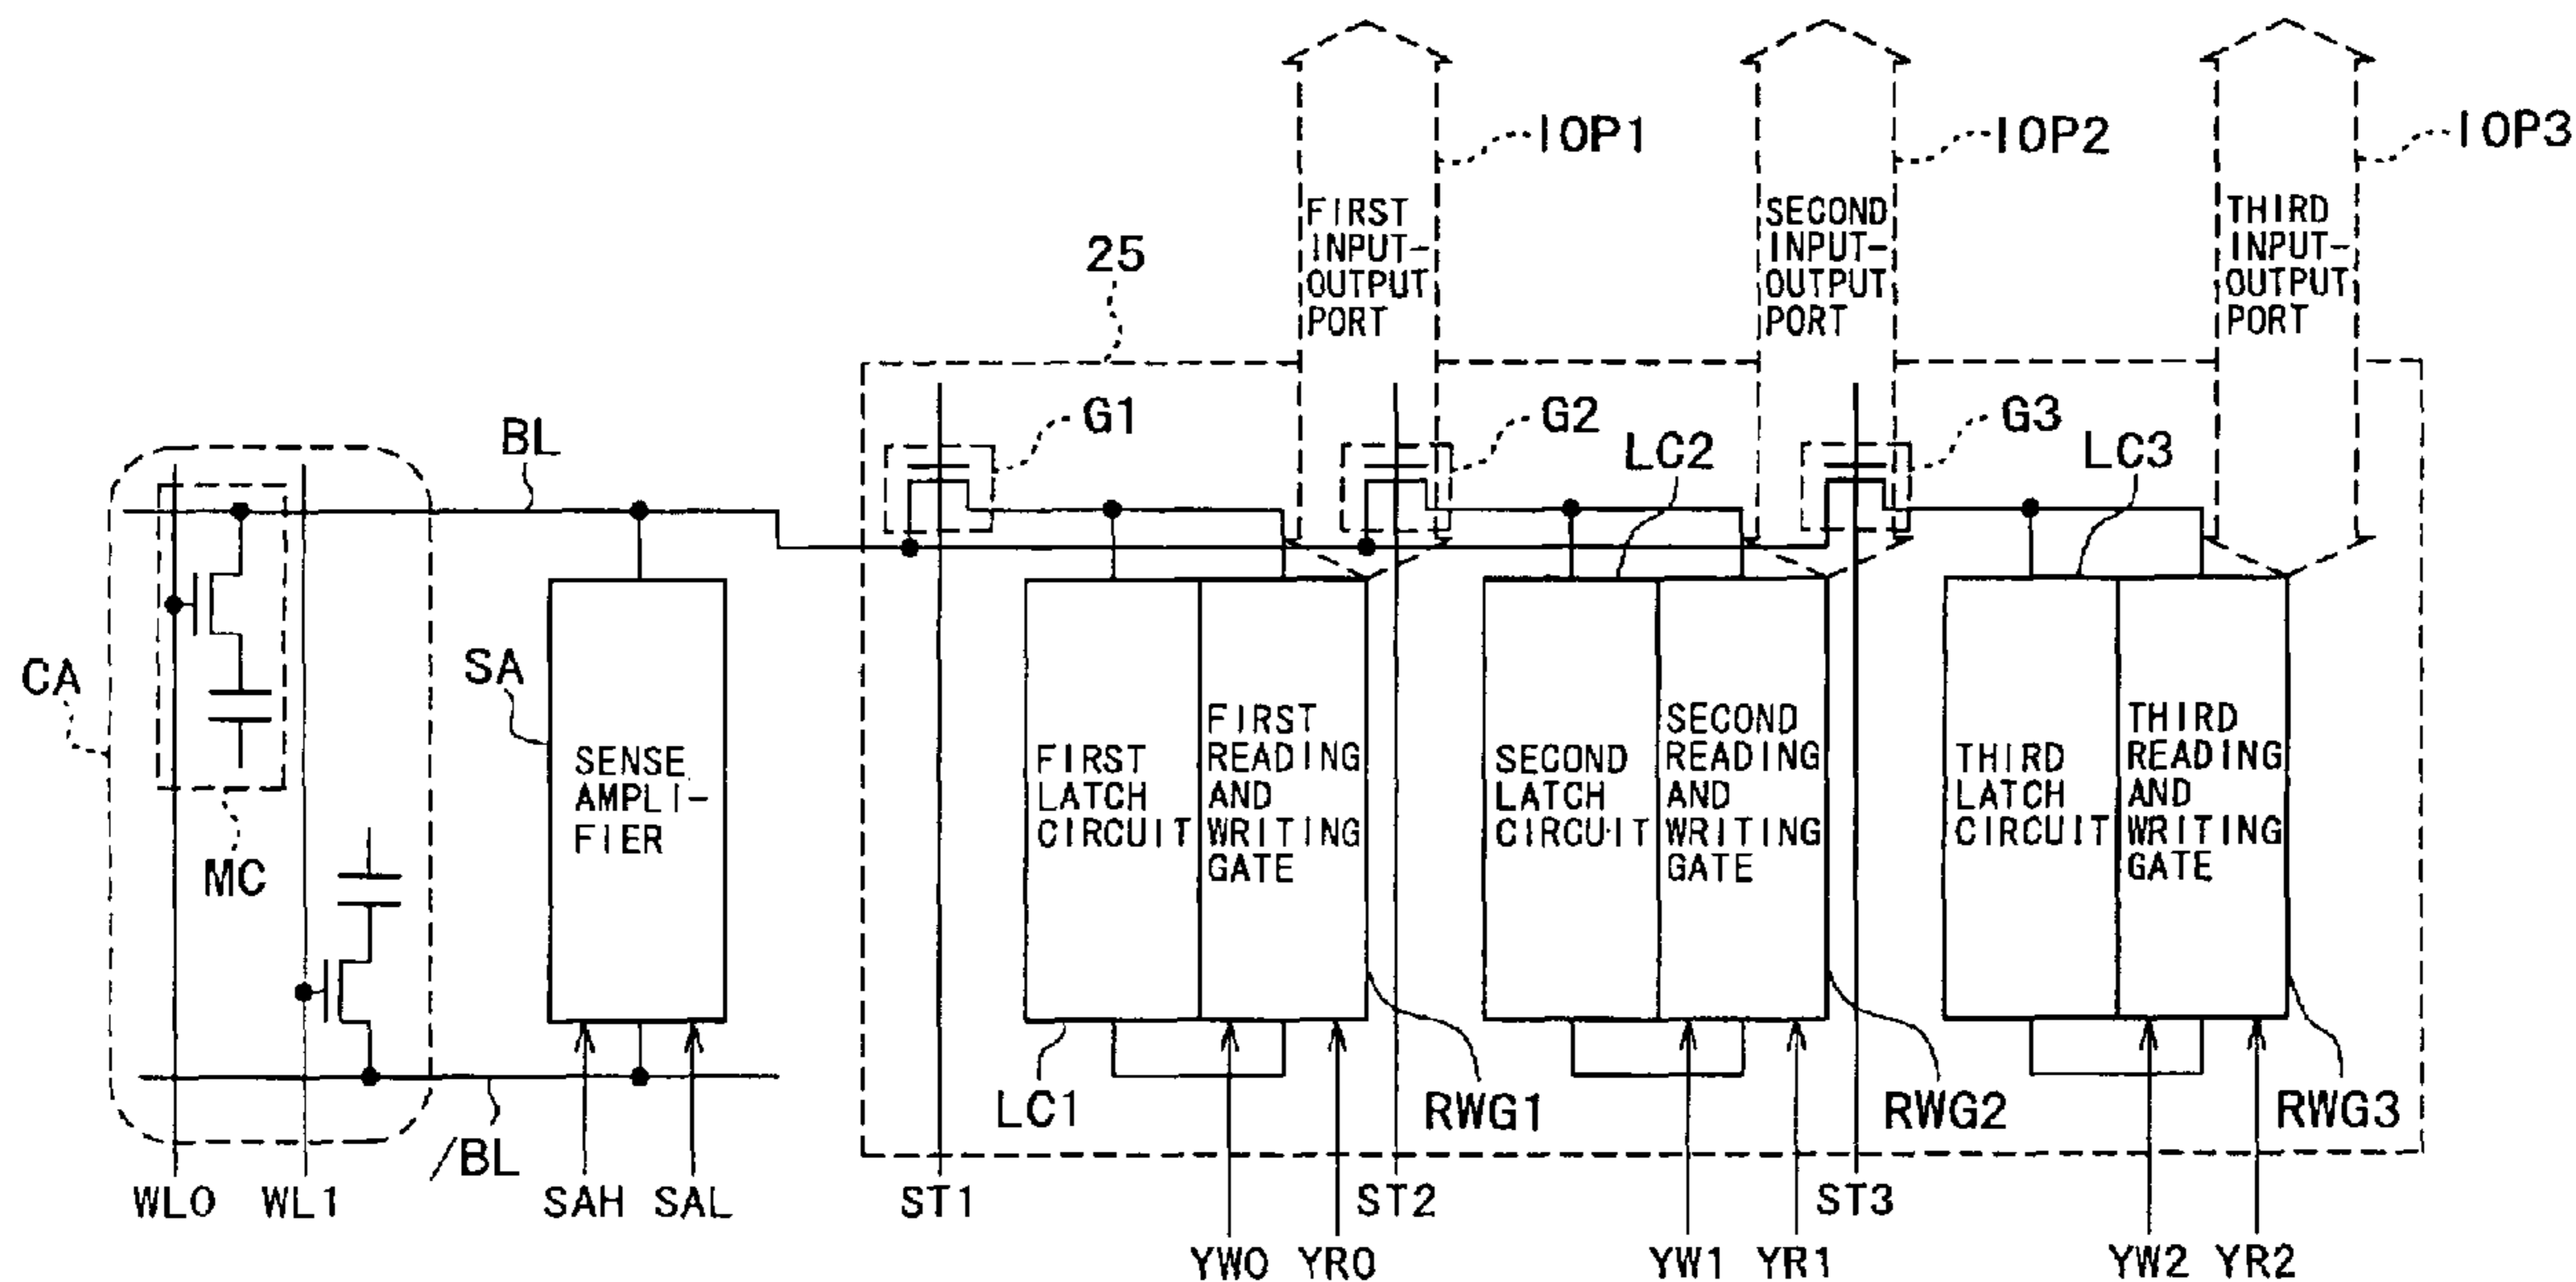 IOP1
IOP2
IOP3
FIRST
INPUT-
OUTPUT
PORT
SECOND
INPUT-
OUTPUT
PORT
THIRD
INPUT-
OUTPUT
PORT
25
G1
G2
G3
BL
LC2
LC3
CA
SA
SENSE
AMPLI-
FIER
FIRST
LATCH
CIRCUIT
FIRST
READING
AND
WRITING
GATE
SECOND
LATCH
CIRCUIT
SECOND
READING
AND
WRITING
GATE
THIRD
LATCH
CIRCUIT
THIRD
READING
AND
WRITING
GATE
MC
LC1
RWG1
RWG2
RWG3
/BL
WL0
WL1
SAH
SAL
ST1
ST2
ST3
YW0
YR0
YW1
YR1
YW2
YR2